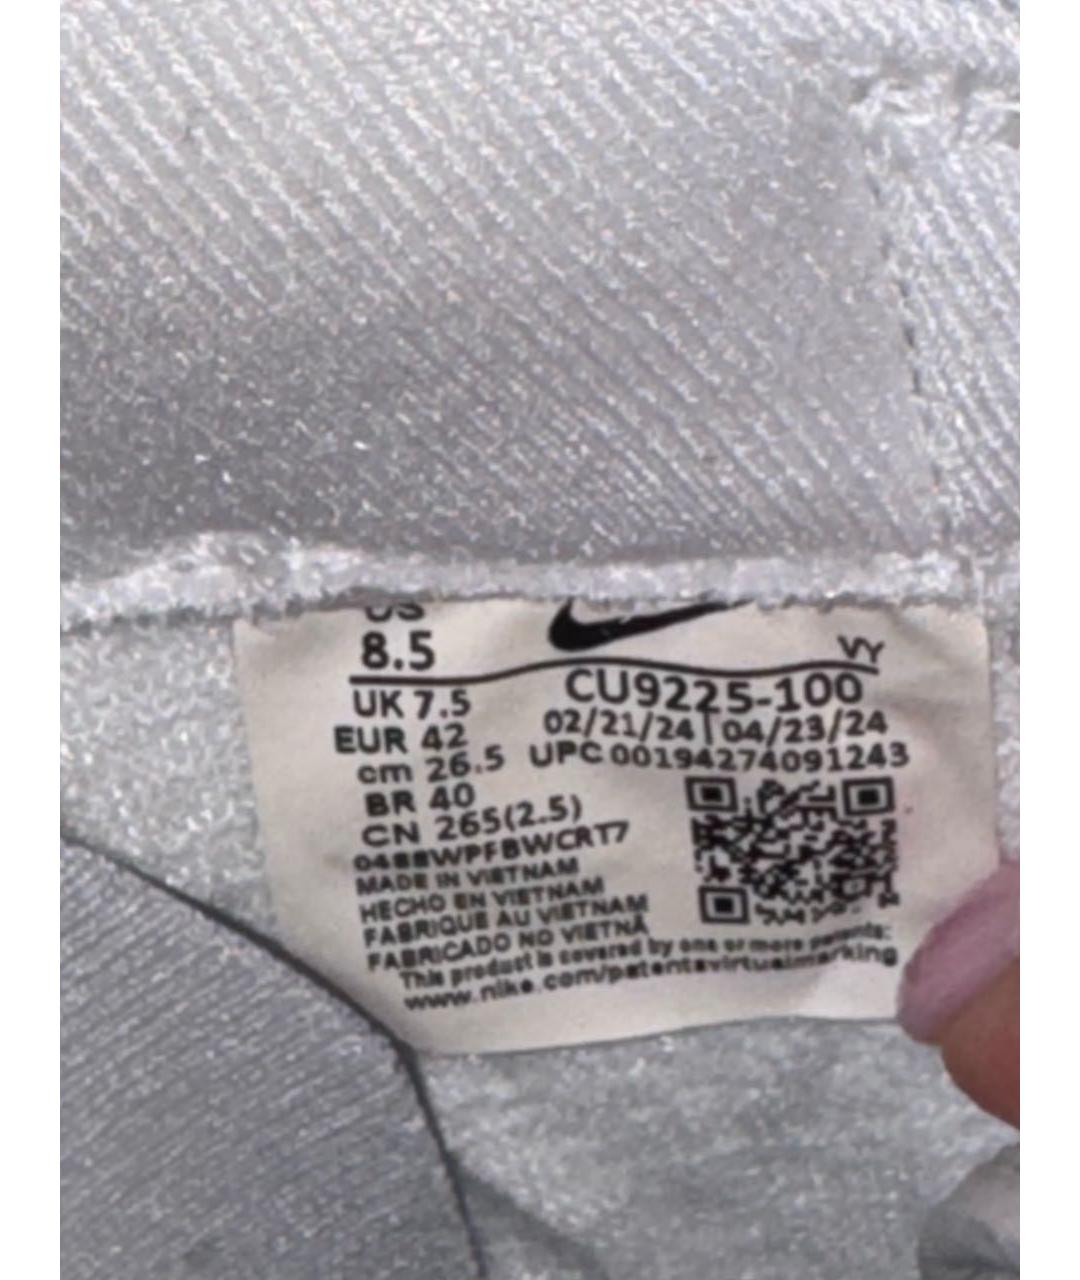 US
8.5
VY
UK 7.5
CU9225-100
EUR 42
02/21/24 04/23/24
cm 26.5
UPC 00194274091243
BR 40
CN 265(2.5)
0488WPFBWCRT7
MADE IN VIETNAM
HECHO EN VIETNAM
FABRIQUE AU VIETNAM
FABRICADO NO VIETNÃ
This product is covered by one or more patents:
www.nike.com/patentsvirtualmarking